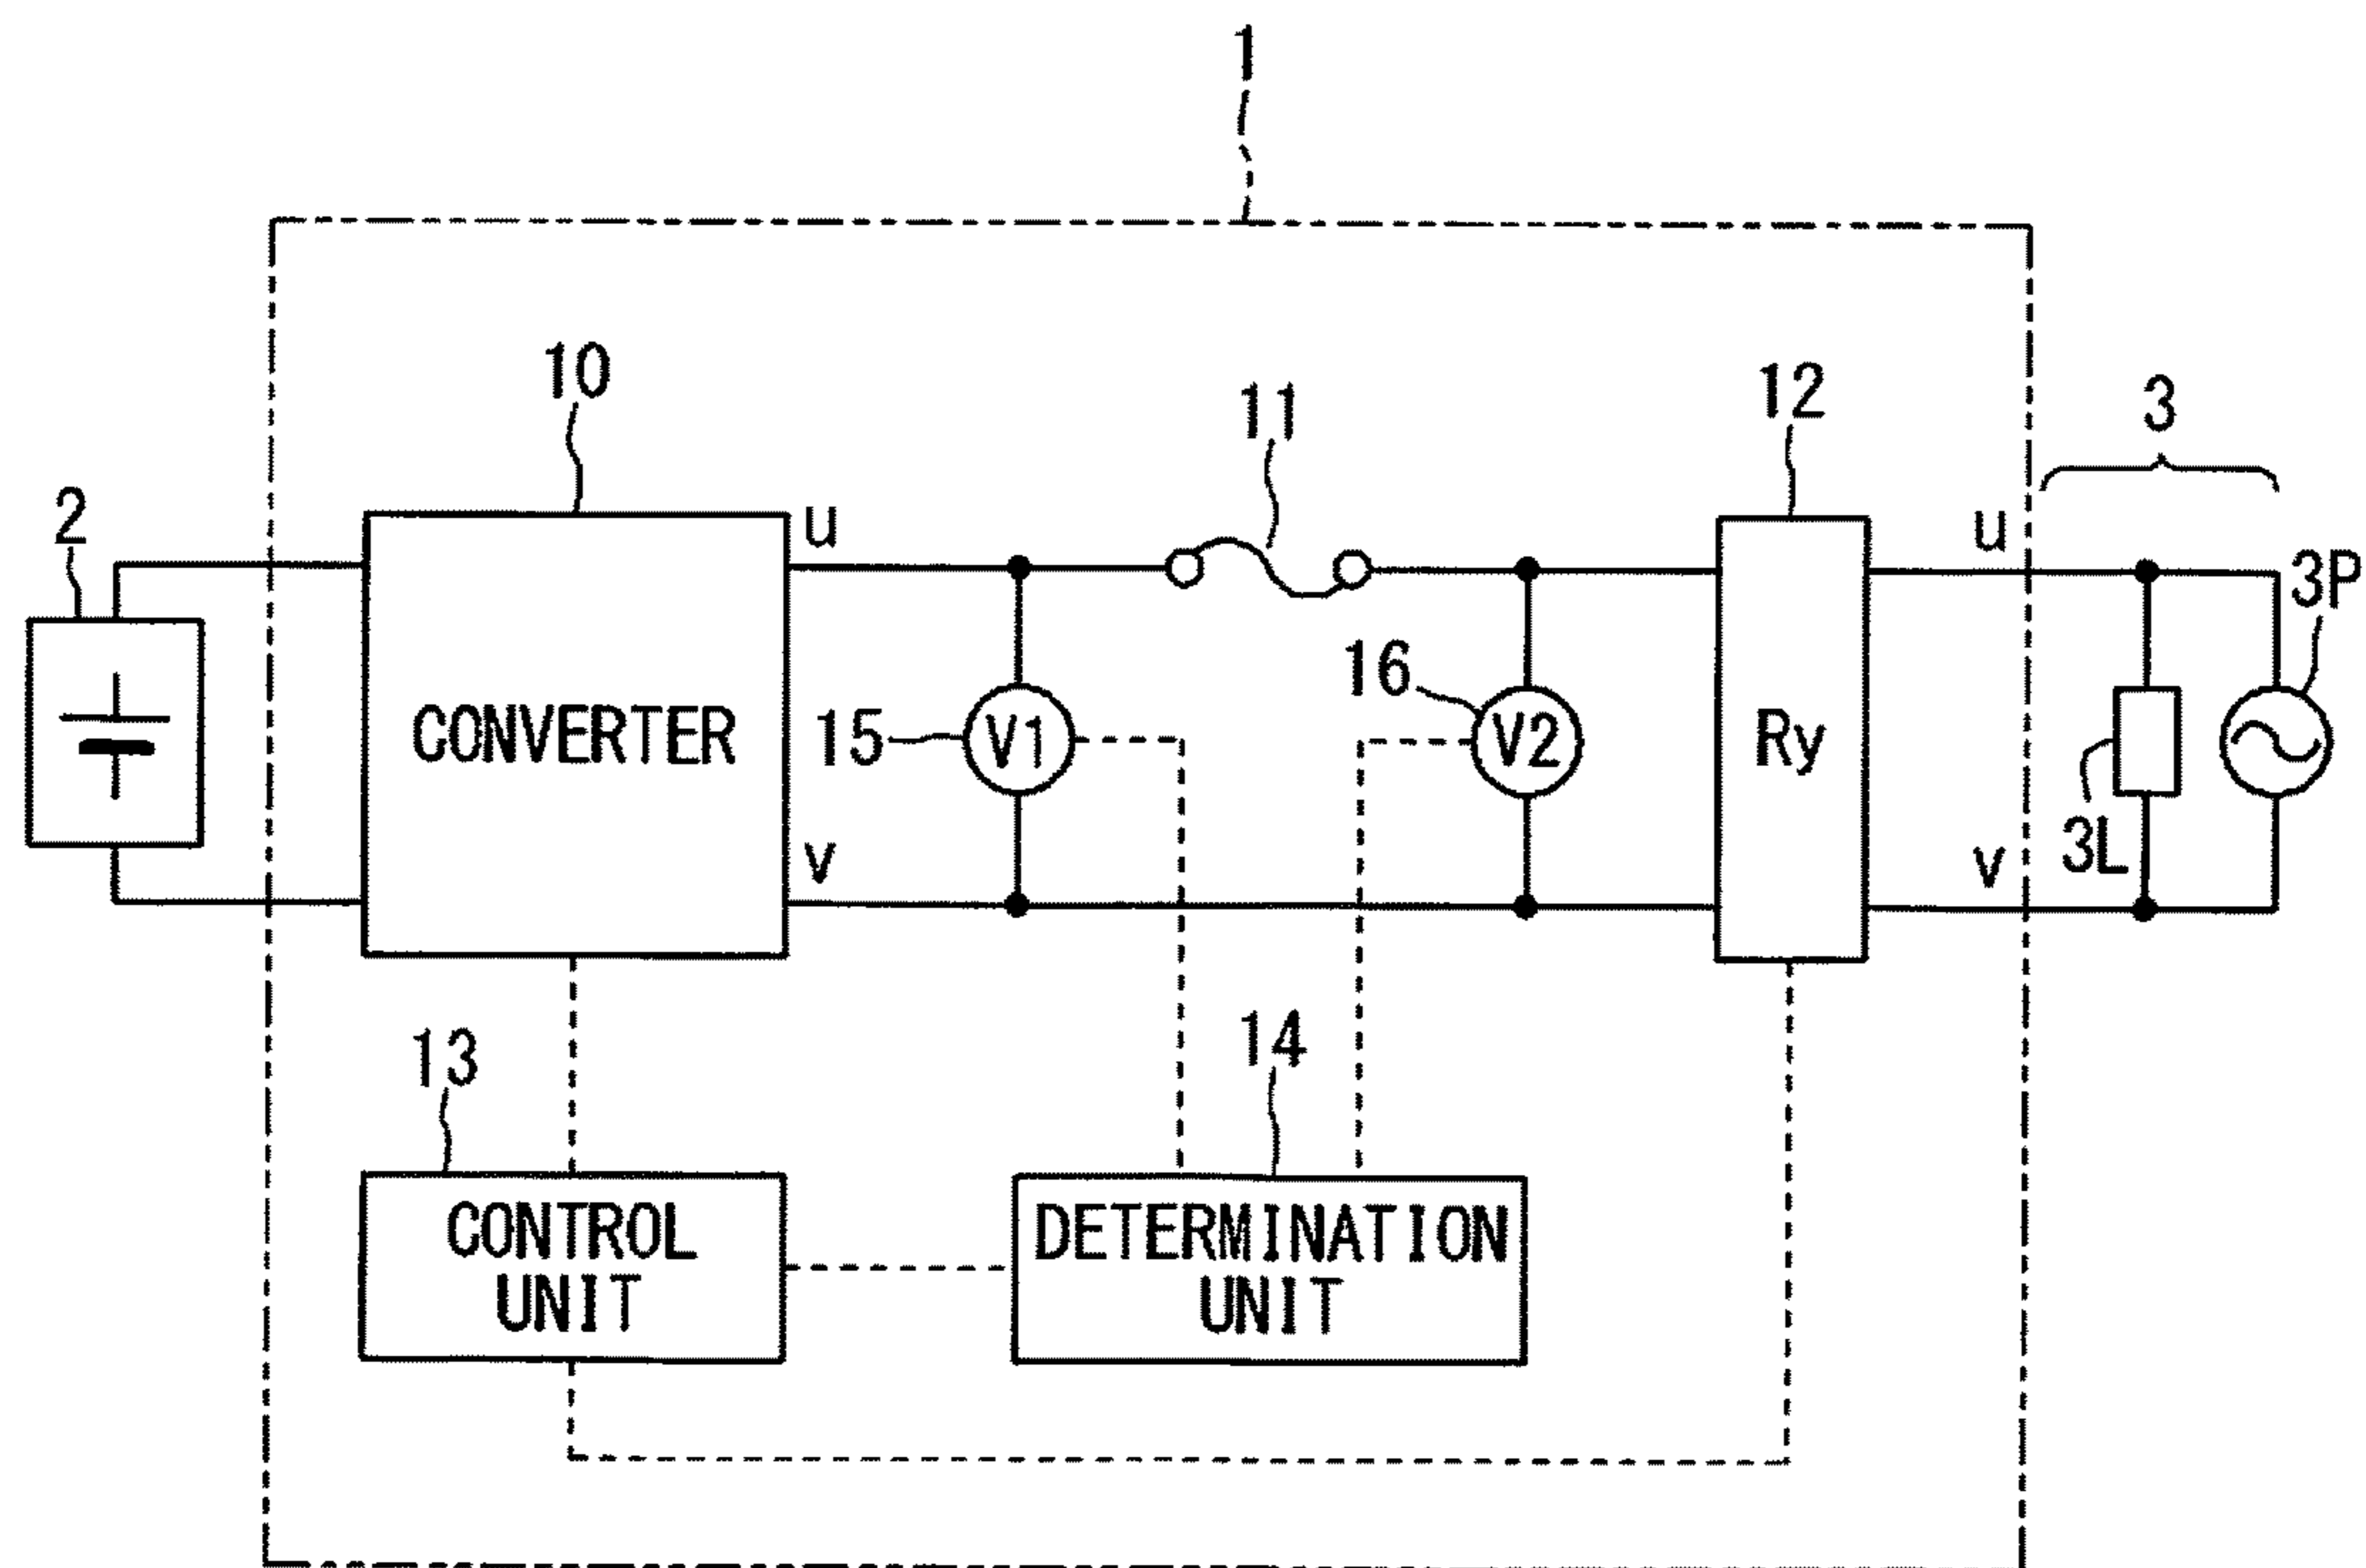 1
10
11
12
3
2
u
u
3P
16
CONVERTER
15
V1
V2
Ry
3L
v
v
13
14
CONTROL
UNIT
DETERMINATION
UNIT